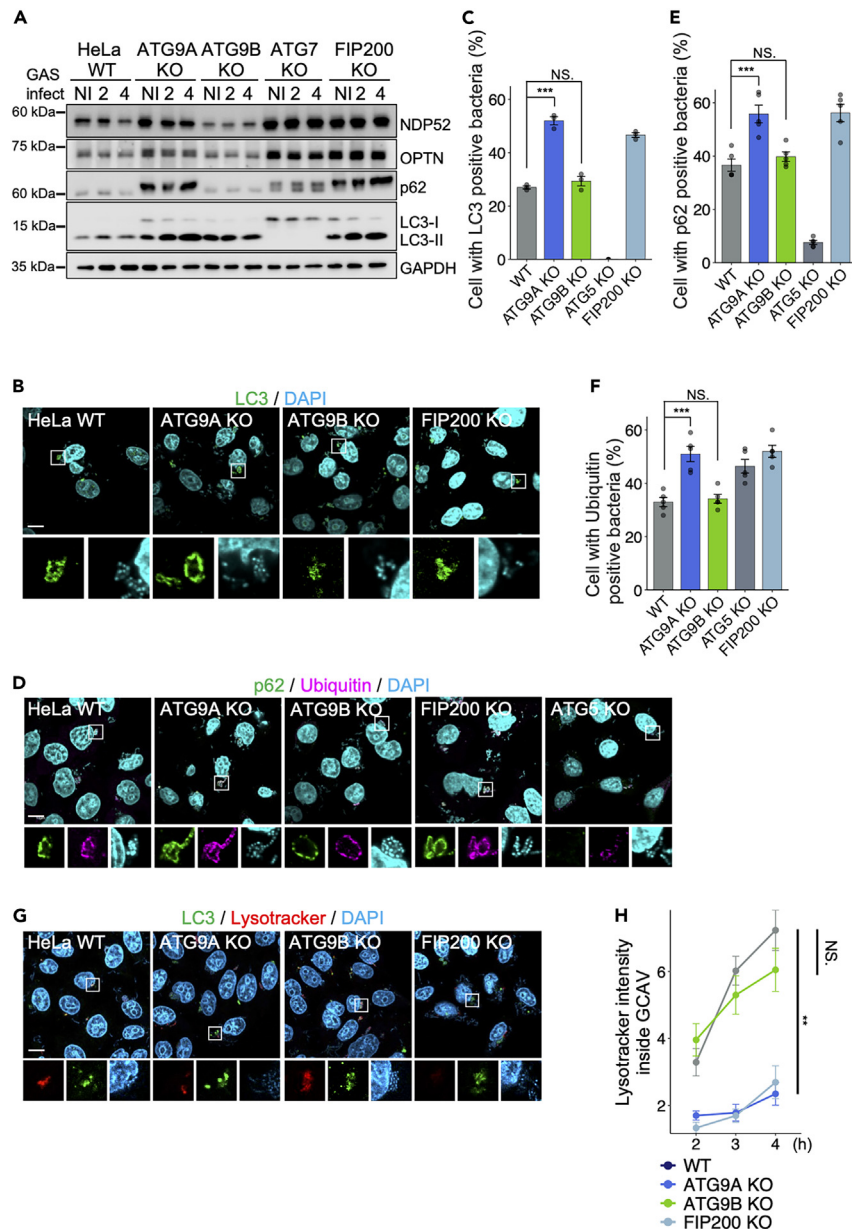 A
HeLa WT
ATG9A KO
ATG9B KO
ATG7 KO
FIP200 KO
GAS infect
NI 2 4 NI 2 4 NI 2 4 NI 2 4 NI 2 4
60 kDa
NDP52
75 kDa
OPTN
60 kDa
p62
15 kDa
LC3-I
LC3-II
35 kDa
GAPDH
C
Cell with LC3 positive bacteria (%)
NS.
***
60
40
20
0
WT
ATG9A KO
ATG9B KO
ATG5 KO
FIP200 KO
E
Cell with p62 positive bacteria (%)
NS.
***
60
40
20
0
WT
ATG9A KO
ATG9B KO
ATG5 KO
FIP200 KO
B
LC3 / DAPI
HeLa WT
ATG9A KO
ATG9B KO
FIP200 KO
F
Cell with Ubiquitin
positive bacteria (%)
NS.
***
60
40
20
0
WT
ATG9A KO
ATG9B KO
ATG5 KO
FIP200 KO
D
p62 / Ubiquitin / DAPI
HeLa WT
ATG9A KO
ATG9B KO
FIP200 KO
ATG5 KO
G
LC3 / Lysotracker / DAPI
HeLa WT
ATG9A KO
ATG9B KO
FIP200 KO
H
Lysotracker intensity
inside GCAV
6
4
2
2 3 4 (h)
NS.
**
WT
ATG9A KO
ATG9B KO
FIP200 KO